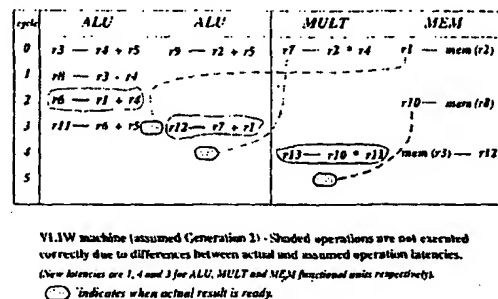 cycle ALU ALU MULT MEM
0 r3 — r4 + r5 r9 — r2 + r5 r7 — r2 * r4 r1 — mem (r2)
1 r8 — r3 - r4
2 r6 — r1 + r4 r10 — mem (r8)
3 r11 — r6 + r5 r12 — r7 + r1
4 r13 — r10 * r11 mem (r3) — r12
5
VLIW machine (assumed Generation 2) - Shaded operations are not executed
correctly due to differences between actual and assumed operation latencies.
(New latencies are 1, 4 and 3 for ALU, MULT and MEM functional units respectively).
indicates when actual result is ready.